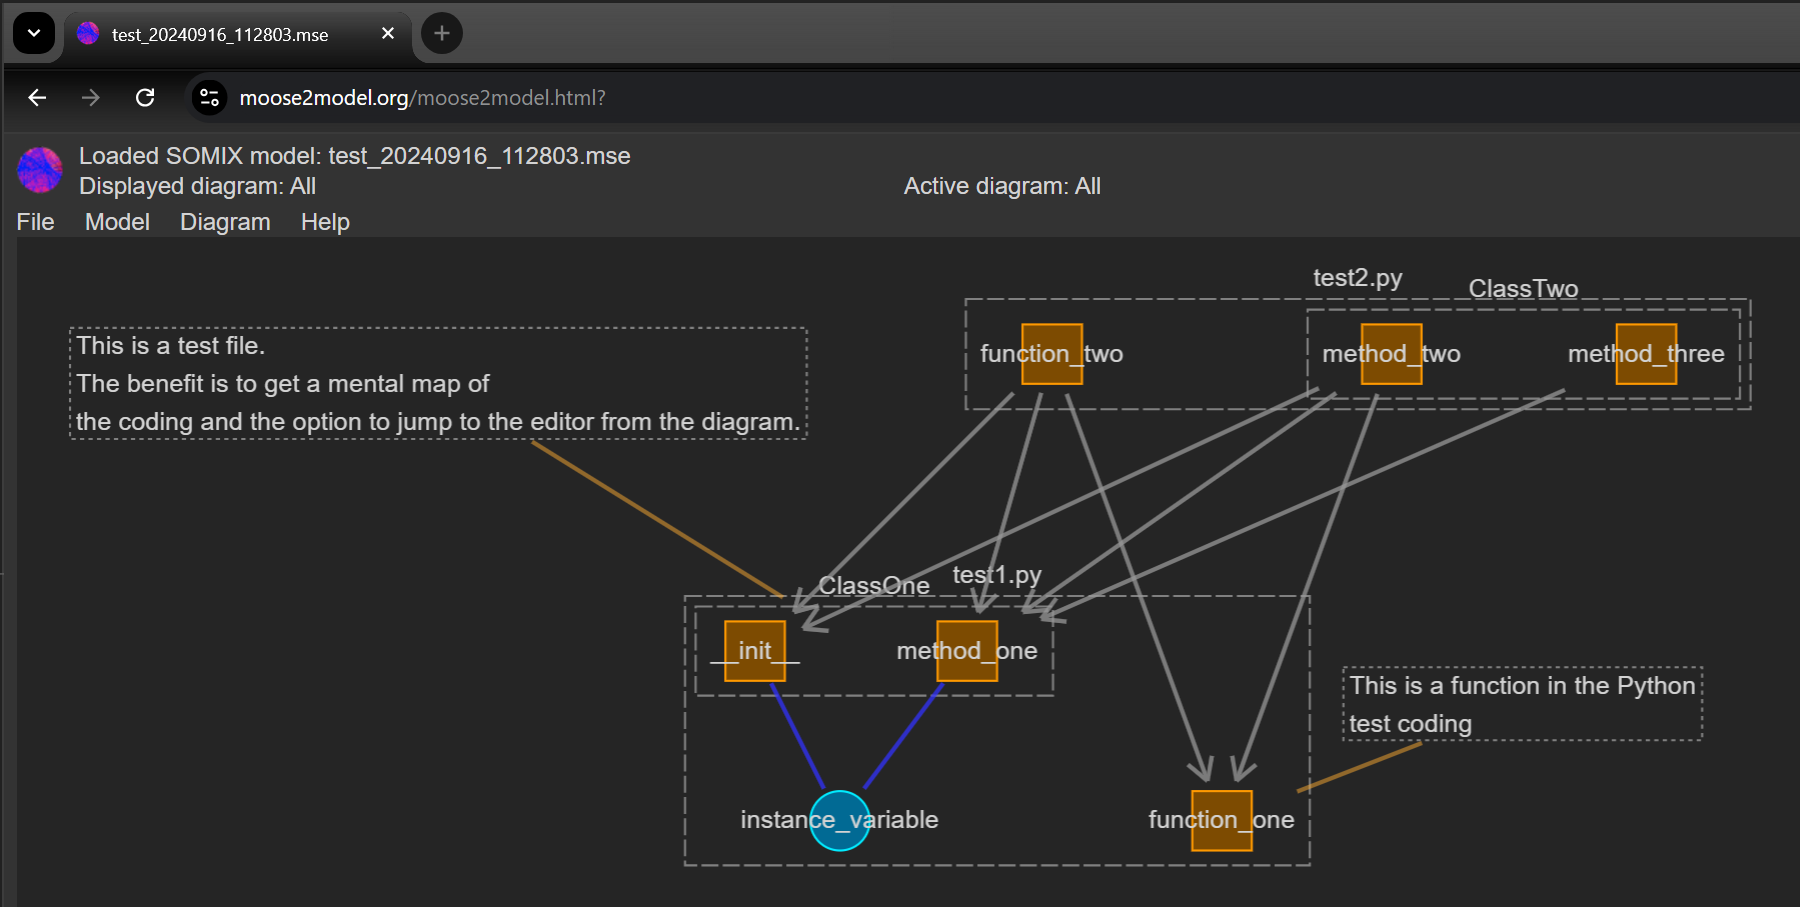 test_20240916_112803.mse
moose2model.org/moose2model.html?
Loaded SOMIX model: test_20240916_112803.mse
Displayed diagram: All
Active diagram: All
File Model Diagram Help
test2.py
ClassTwo
function_two
method_two
method_three
This is a test file.
The benefit is to get a mental map of
the coding and the option to jump to the editor from the diagram.
ClassOne
test1.py
__init__
method_one
This is a function in the Python
test coding
instance_variable
function_one